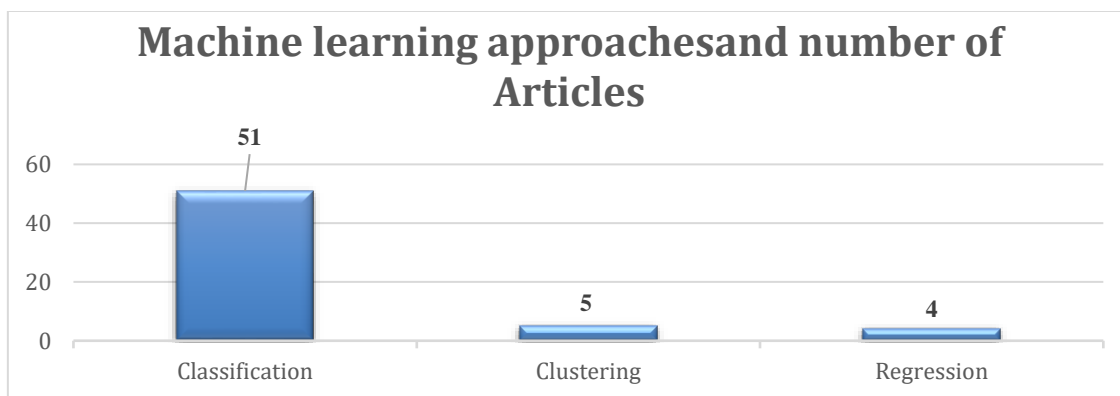 Machine learning approachesand number of
Articles
51
60
40
20
0
5
4
Classification
Clustering
Regression